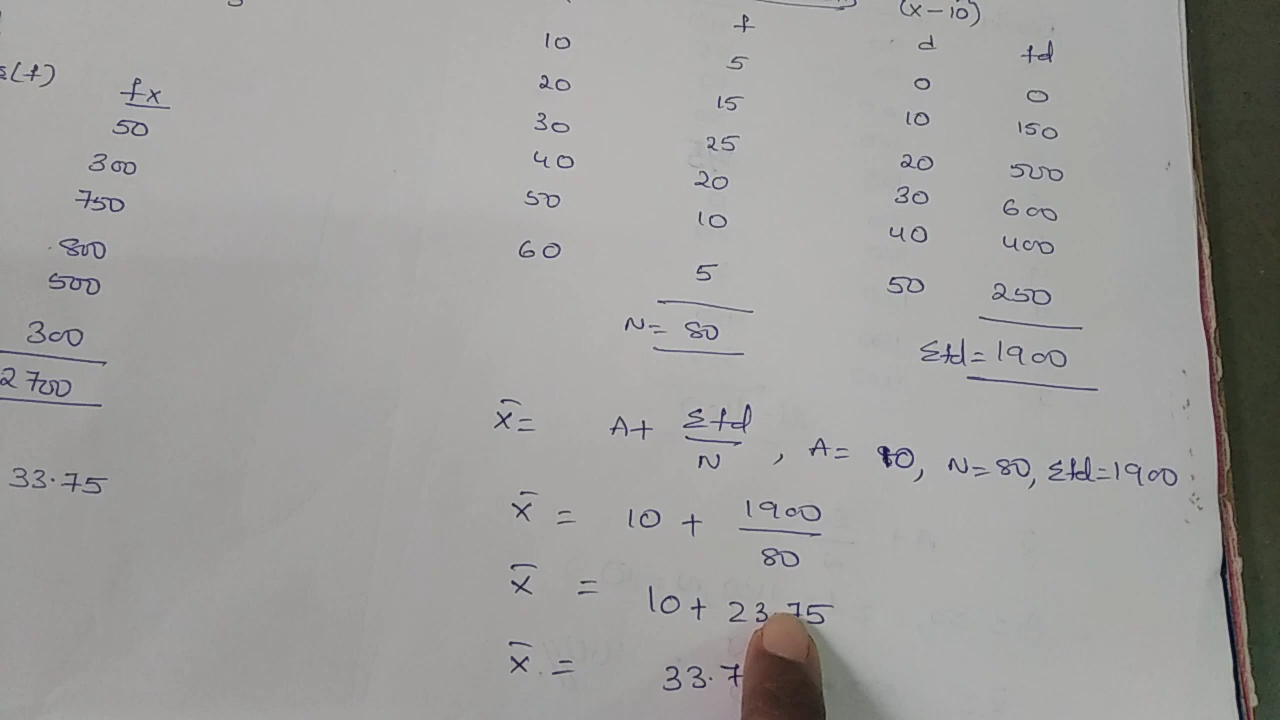 (x-10)
f
10 d fd
s(f) fx 5
20 0 0
50 15
30 10 150
300 25
40 20 500
750 20
50 30 600
10
.800 60 40 400
500 5 50 250
300 N= 80 Σfd=1900
2700
x̄= A+ Σfd/N , A= 10, N=80, Σfd=1900
33.75
x̄ = 10 + 1900/80
x̄ = 10+ 23.75
x̄. = 33.7